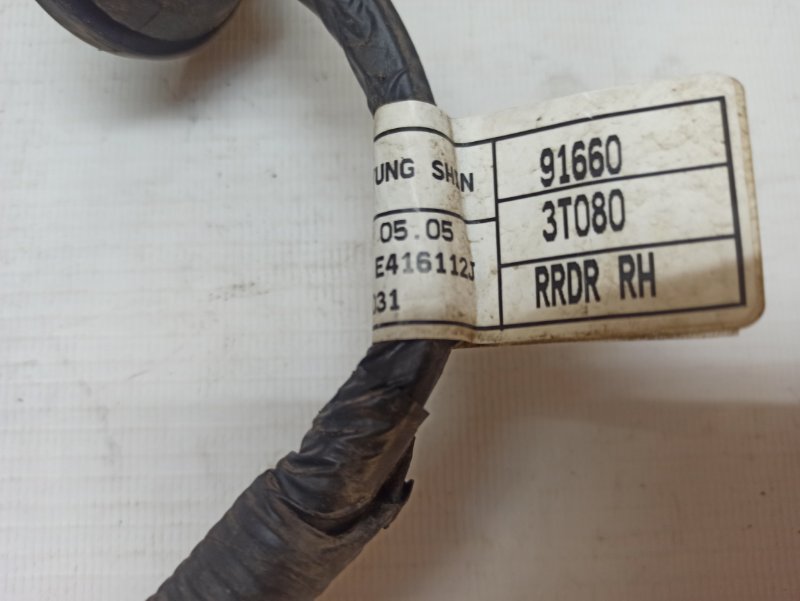 UNG SHIN
05.05
E416112J
031
91660
3T080
RRDR RH